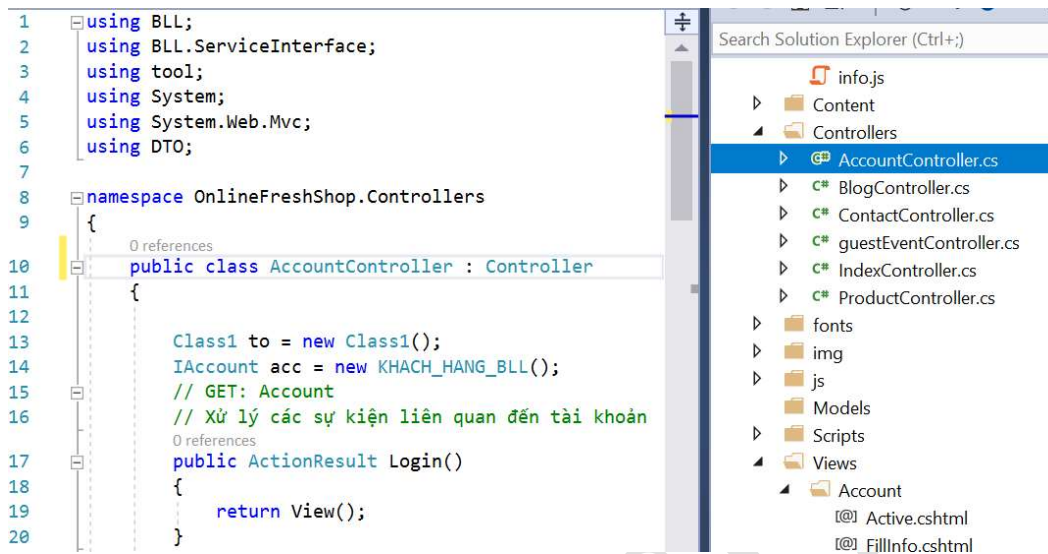 1 using BLL;
2 using BLL.ServiceInterface;
3 using tool;
4 using System;
5 using System.Web.Mvc;
6 using DTO;
7
8 namespace OnlineFreshShop.Controllers
9 {
0 references
10 public class AccountController : Controller
11 {
12
13 Class1 to = new Class1();
14 IAccount acc = new KHACH_HANG_BLL();
15 // GET: Account
16 // Xử lý các sự kiện liên quan đến tài khoản
0 references
17 public ActionResult Login()
18 {
19 return View();
20 }
Search Solution Explorer (Ctrl+;)
info.js
Content
Controllers
C# AccountController.cs
C# BlogController.cs
C# ContactController.cs
C# guestEventController.cs
C# IndexController.cs
C# ProductController.cs
fonts
img
js
Models
Scripts
Views
Account
[@] Active.cshtml
[@] FillInfo.cshtml